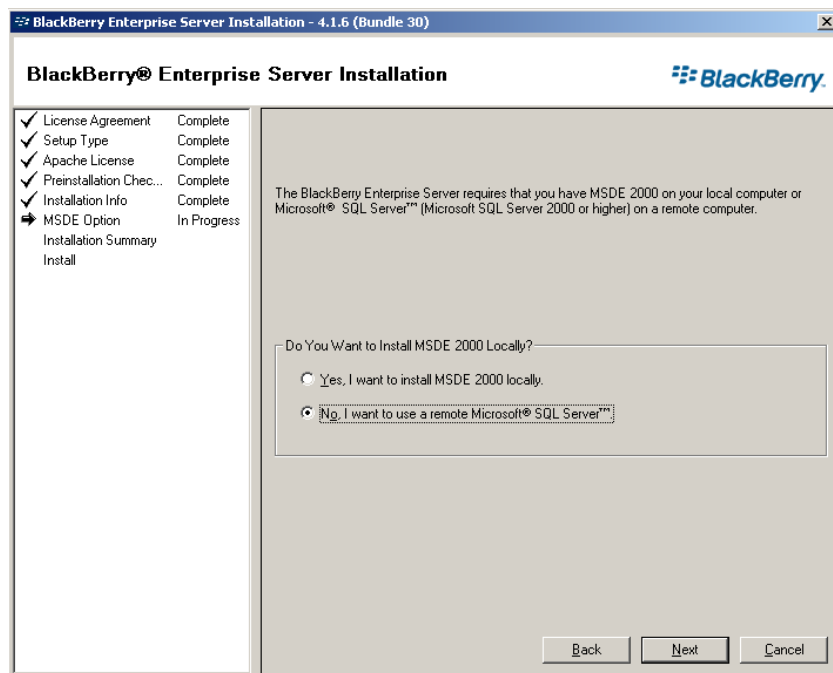 BlackBerry Enterprise Server Installation - 4.1.6 (Bundle 30)
BlackBerry® Enterprise Server Installation
BlackBerry
License Agreement Complete
Setup Type Complete
Apache License Complete
Preinstallation Chec... Complete
Installation Info Complete
MSDE Option In Progress
Installation Summary
Install
The BlackBerry Enterprise Server requires that you have MSDE 2000 on your local computer or
Microsoft® SQL Server™ (Microsoft SQL Server 2000 or higher) on a remote computer.
Do You Want to Install MSDE 2000 Locally?
Yes, I want to install MSDE 2000 locally.
No, I want to use a remote Microsoft® SQL Server™.
Back Next Cancel